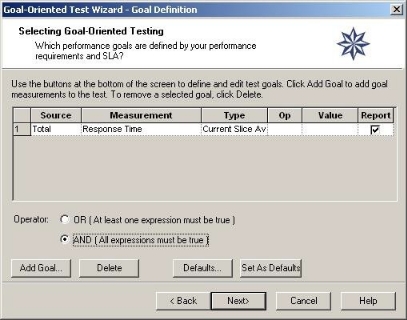 Goal-Oriented Test Wizard - Goal Definition
Selecting Goal-Oriented Testing
Which performance goals are defined by your performance
requirements and SLA?
Use the buttons at the bottom of the screen to define and edit test goals. Click Add Goal to add goal
measurements to the test. To remove a selected goal, click Delete.
Source Measurement Type Op Value Report
1 Total Response Time Current Slice Av
Operator: OR ( At least one expression must be true )
AND ( All expressions must be true )
Add Goal... Delete Defaults... Set As Defaults
< Back Next> Cancel Help